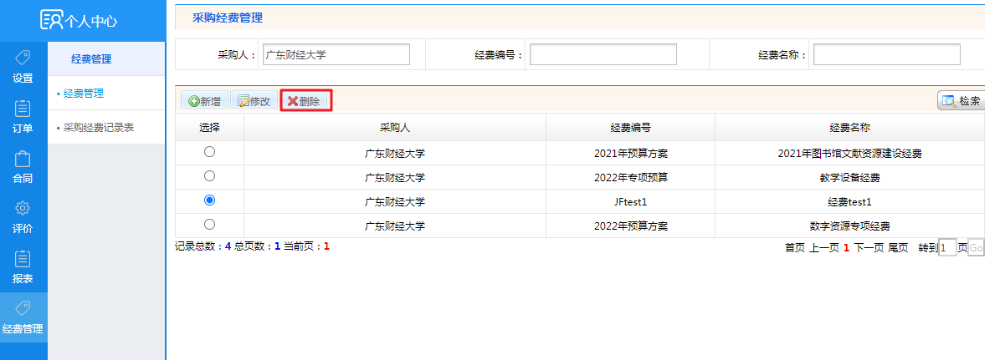 个人中心
设置
订单
合同
评价
报表
经费管理
经费管理
• 经费管理
• 采购经费记录表
采购经费管理
采购人： 广东财经大学 经费编号： 经费名称：
新增 修改 删除 检索
选择 采购人 经费编号 经费名称
广东财经大学 2021年预算方案 2021年图书馆文献资源建设经费
广东财经大学 2022年专项预算 教学设备经费
广东财经大学 JFtest1 经费test1
广东财经大学 2022年预算方案 数字资源专项经费
记录总数：4 总页数：1 当前页：1 首页 上一页 1 下一页 尾页 转到 1 页 Go